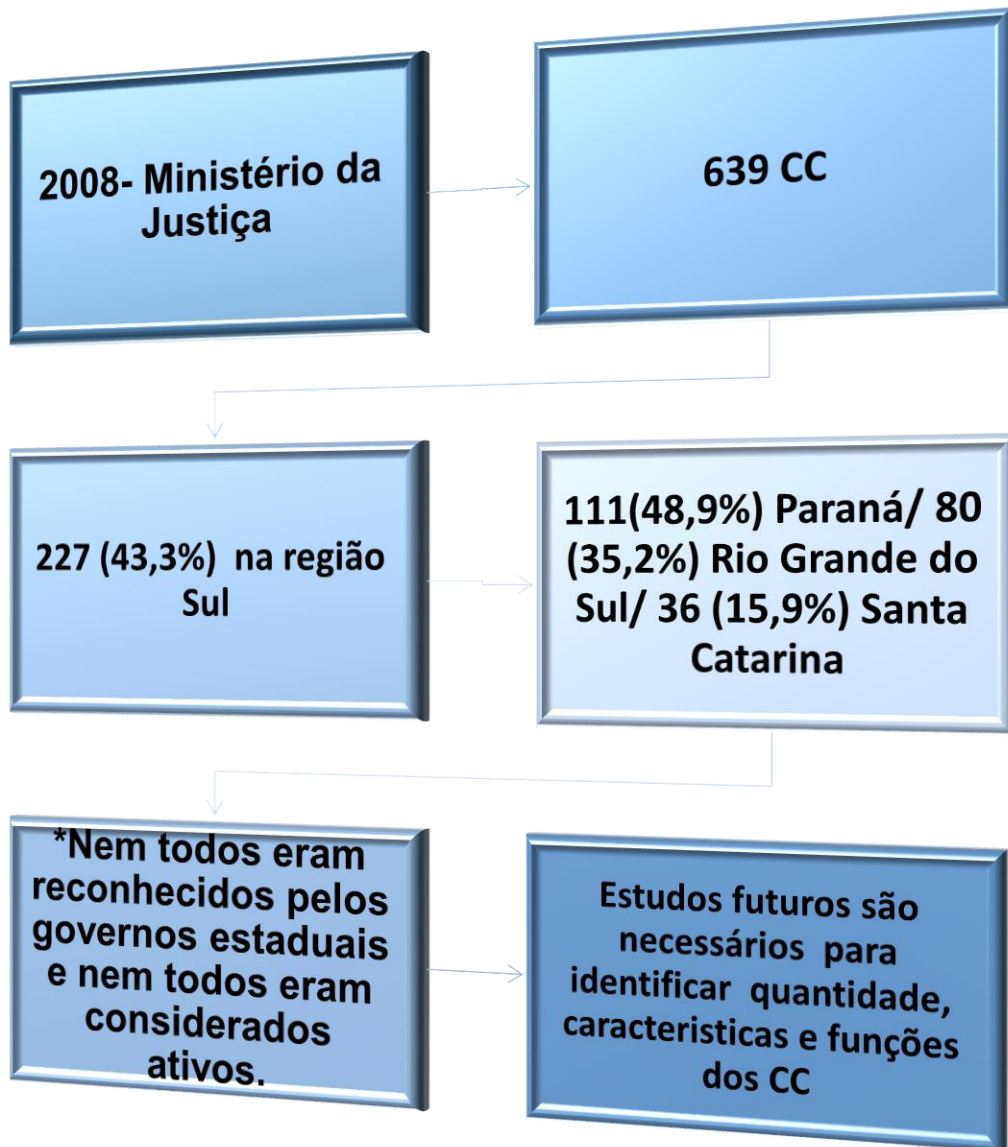 2008- Ministério da
Justiça
639 CC
227 (43,3%) na região
Sul
111(48,9%) Paraná/ 80
(35,2%) Rio Grande do
Sul/ 36 (15,9%) Santa
Catarina
*Nem todos eram
reconhecidos pelos
governos estaduais
e nem todos eram
considerados
ativos.
Estudos futuros são
necessários para
identificar quantidade,
caracteristicas e funções
dos CC